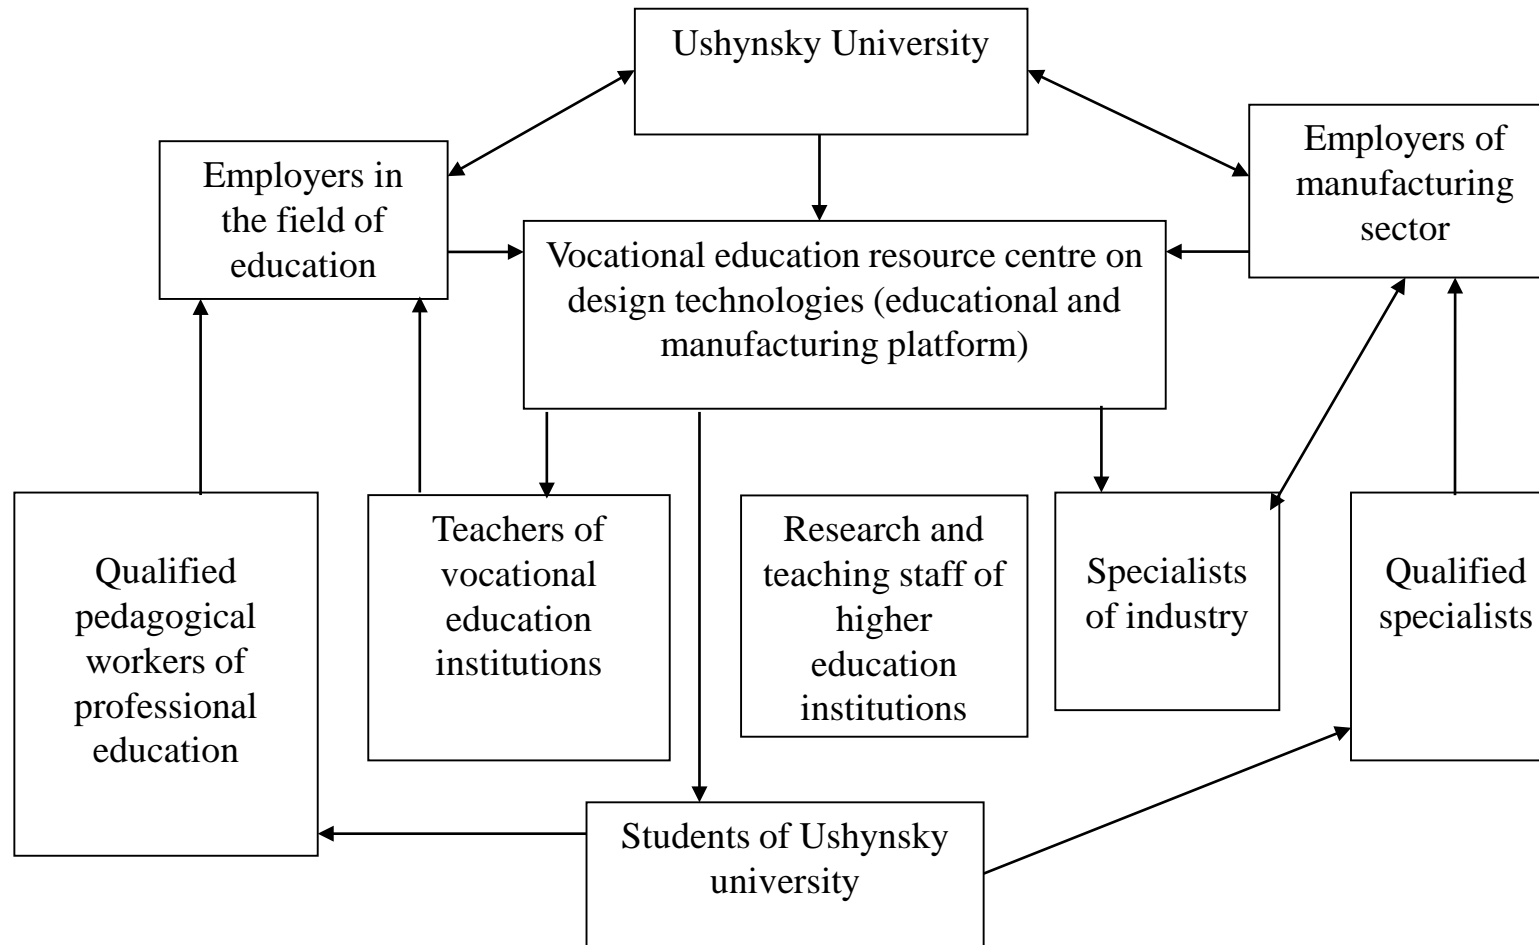 Ushynsky University
Employers in
the field of
education
Employers of
manufacturing
sector
Vocational education resource centre on
design technologies (educational and
manufacturing platform)
Qualified
pedagogical
workers of
professional
education
Teachers of
vocational
education
institutions
Research and
teaching staff of
higher
education
institutions
Specialists
of industry
Qualified
specialists
Students of Ushynsky
university